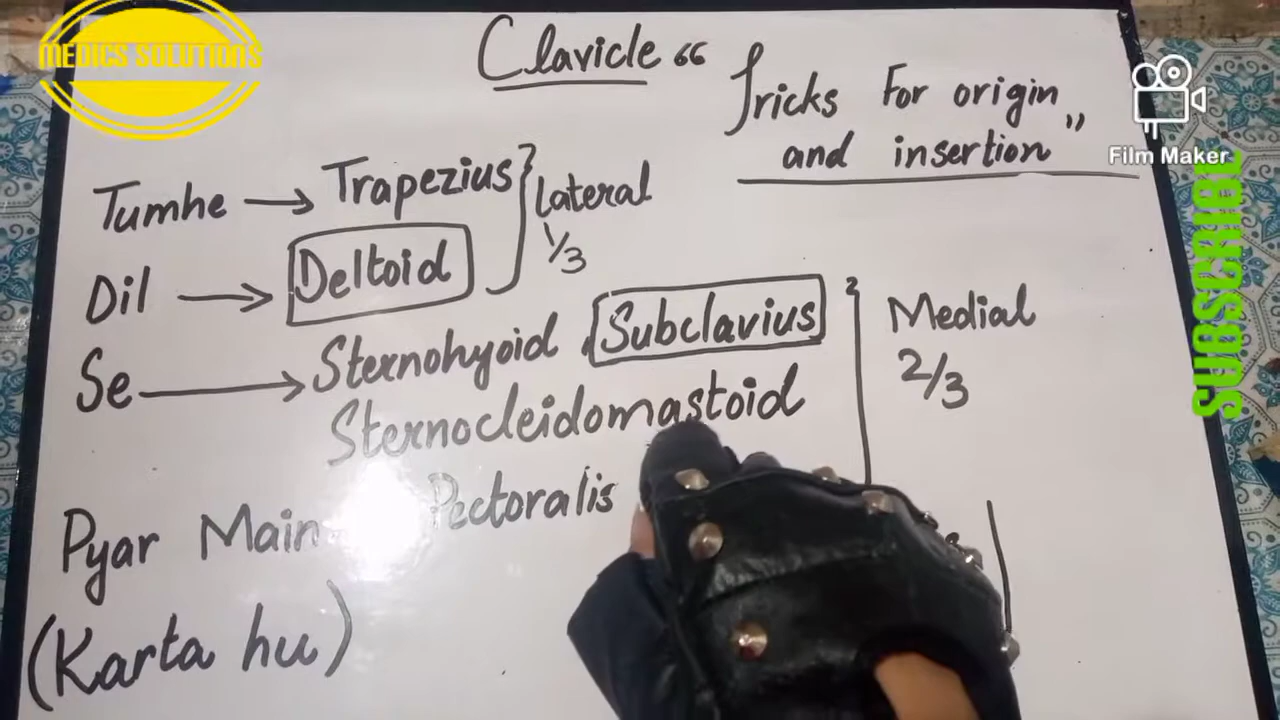 MEDICS SOLUTIONS
Clavicle “ Tricks For origin
and insertion ”
Film Maker
SUBSCRIBE
Tumhe → Trapezius } lateral
1/3
Dil → Deltoid
Se → Sternohyoid, Subclavius
Sternocleidomastoid
Medial
2/3
Pyar Main Pectoralis
(Karta hu)